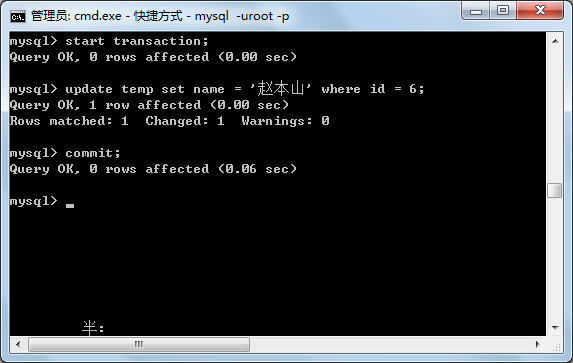 管理员: cmd.exe - 快捷方式 - mysql  -uroot -p
mysql> start transaction;
Query OK, 0 rows affected (0.00 sec)
mysql> update temp set name = '赵本山' where id = 6;
Query OK, 1 row affected (0.00 sec)
Rows matched: 1  Changed: 1  Warnings: 0
mysql> commit;
Query OK, 0 rows affected (0.06 sec)
mysql>
半: